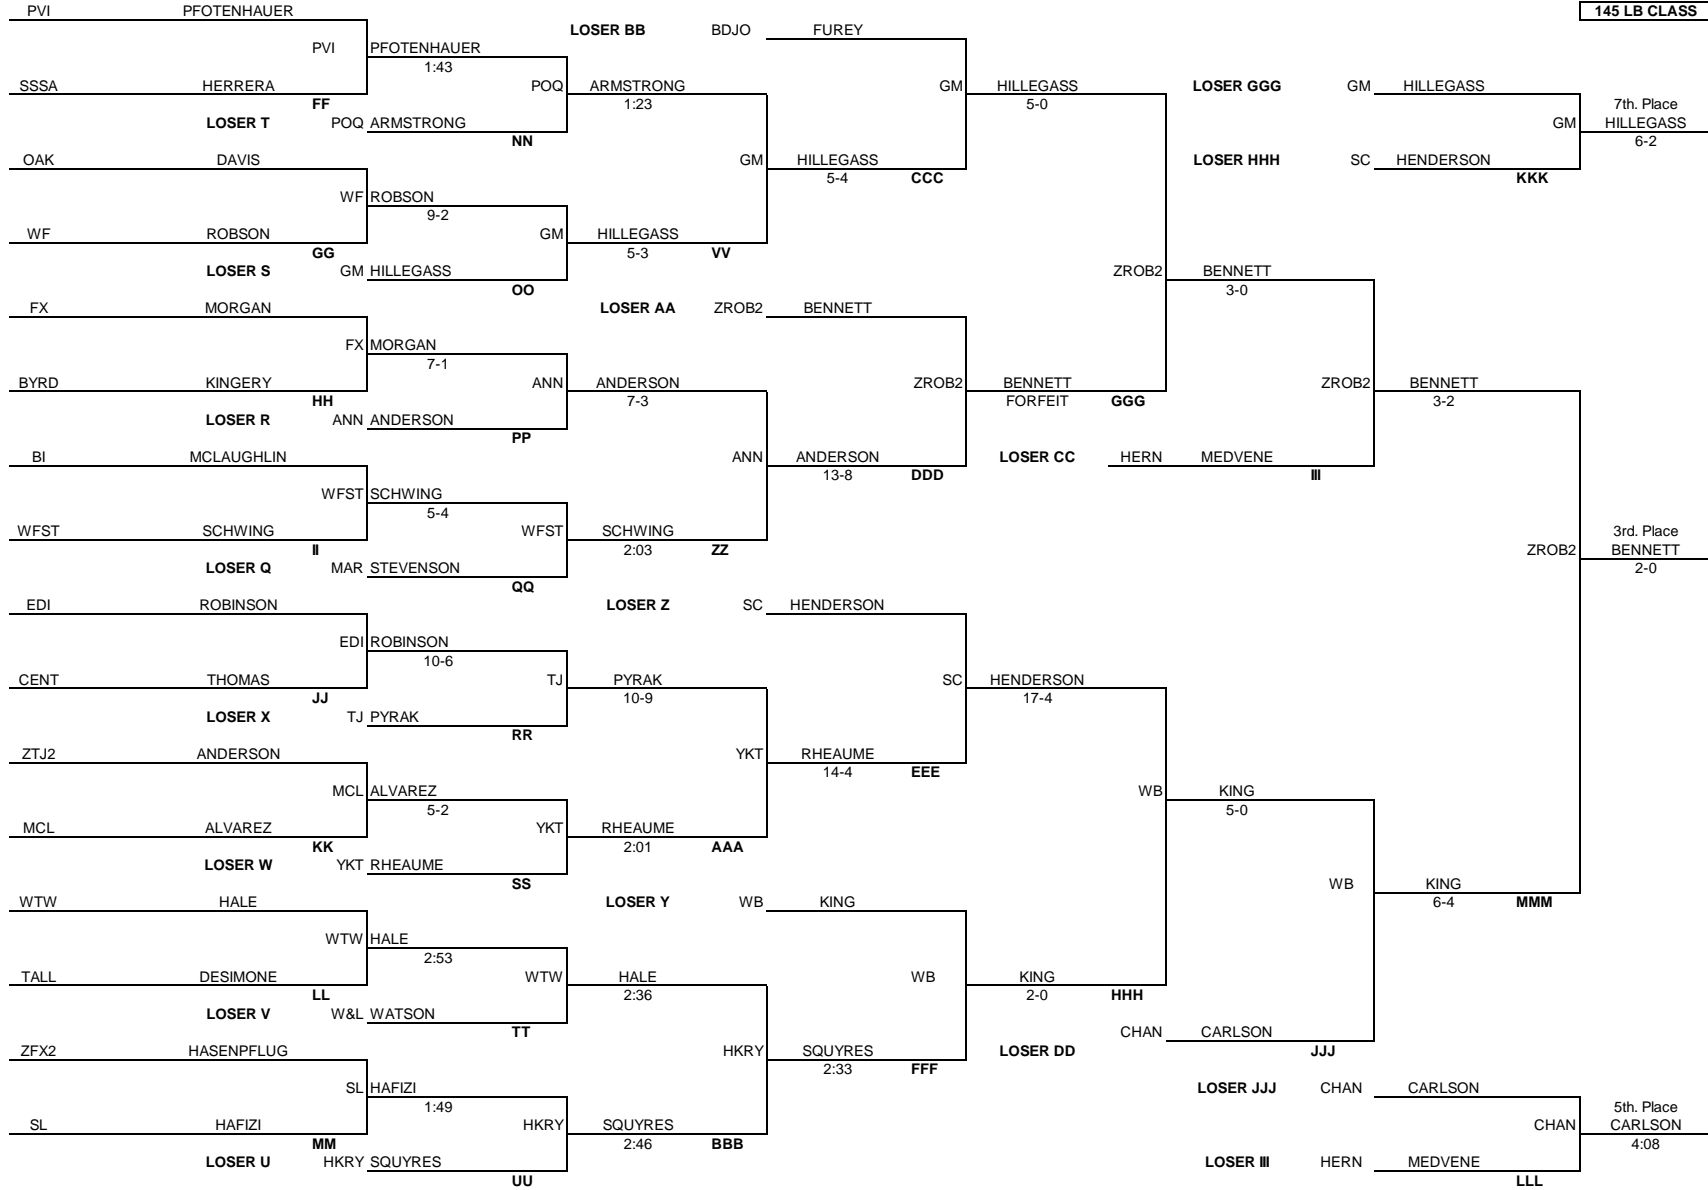 PVI PFOTENHAUER 145 LB CLASS
LOSER BB BDJO FUREY
PVI PFOTENHAUER
1:43
SSSA HERRERA POQ ARMSTRONG GM HILLEGASS LOSER GGG GM HILLEGASS
FF 1:23 5-0 7th. Place
LOSER T POQ ARMSTRONG GM HILLEGASS
NN 6-2
OAK DAVIS GM HILLEGASS LOSER HHH SC HENDERSON
5-4 CCC KKK
WF ROBSON
9-2
WF ROBSON GM HILLEGASS
GG 5-3 VV
LOSER S GM HILLEGASS ZROB2 BENNETT
OO 3-0
FX MORGAN LOSER AA ZROB2 BENNETT
FX MORGAN
7-1
BYRD KINGERY ANN ANDERSON ZROB2 BENNETT ZROB2 BENNETT
HH 7-3 FORFEIT GGG 3-2
LOSER R ANN ANDERSON
PP
BI MCLAUGHLIN ANN ANDERSON LOSER CC HERN MEDVENE
13-8 DDD III
WFST SCHWING
5-4
WFST SCHWING WFST SCHWING 3rd. Place
II 2:03 ZZ ZROB2 BENNETT
LOSER Q MAR STEVENSON 2-0
QQ
EDI ROBINSON LOSER Z SC HENDERSON
EDI ROBINSON
10-6
CENT THOMAS TJ PYRAK SC HENDERSON
JJ 10-9 17-4
LOSER X TJ PYRAK
RR
ZTJ2 ANDERSON YKT RHEAUME
14-4 EEE
MCL ALVAREZ WB KING
5-2 5-0
MCL ALVAREZ YKT RHEAUME
KK 2:01 AAA
LOSER W YKT RHEAUME
SS WB KING
WTW HALE LOSER Y WB KING 6-4 MMM
WTW HALE
2:53
TALL DESIMONE WTW HALE WB KING
LL 2:36 2-0 HHH
LOSER V W&L WATSON
TT CHAN CARLSON
ZFX2 HASENPFLUG HKRY SQUYRES LOSER DD JJJ
2:33 FFF
SL HAFIZI LOSER JJJ CHAN CARLSON
1:49 5th. Place
SL HAFIZI HKRY SQUYRES CHAN CARLSON
MM 2:46 BBB 4:08
LOSER U HKRY SQUYRES LOSER III HERN MEDVENE
UU LLL